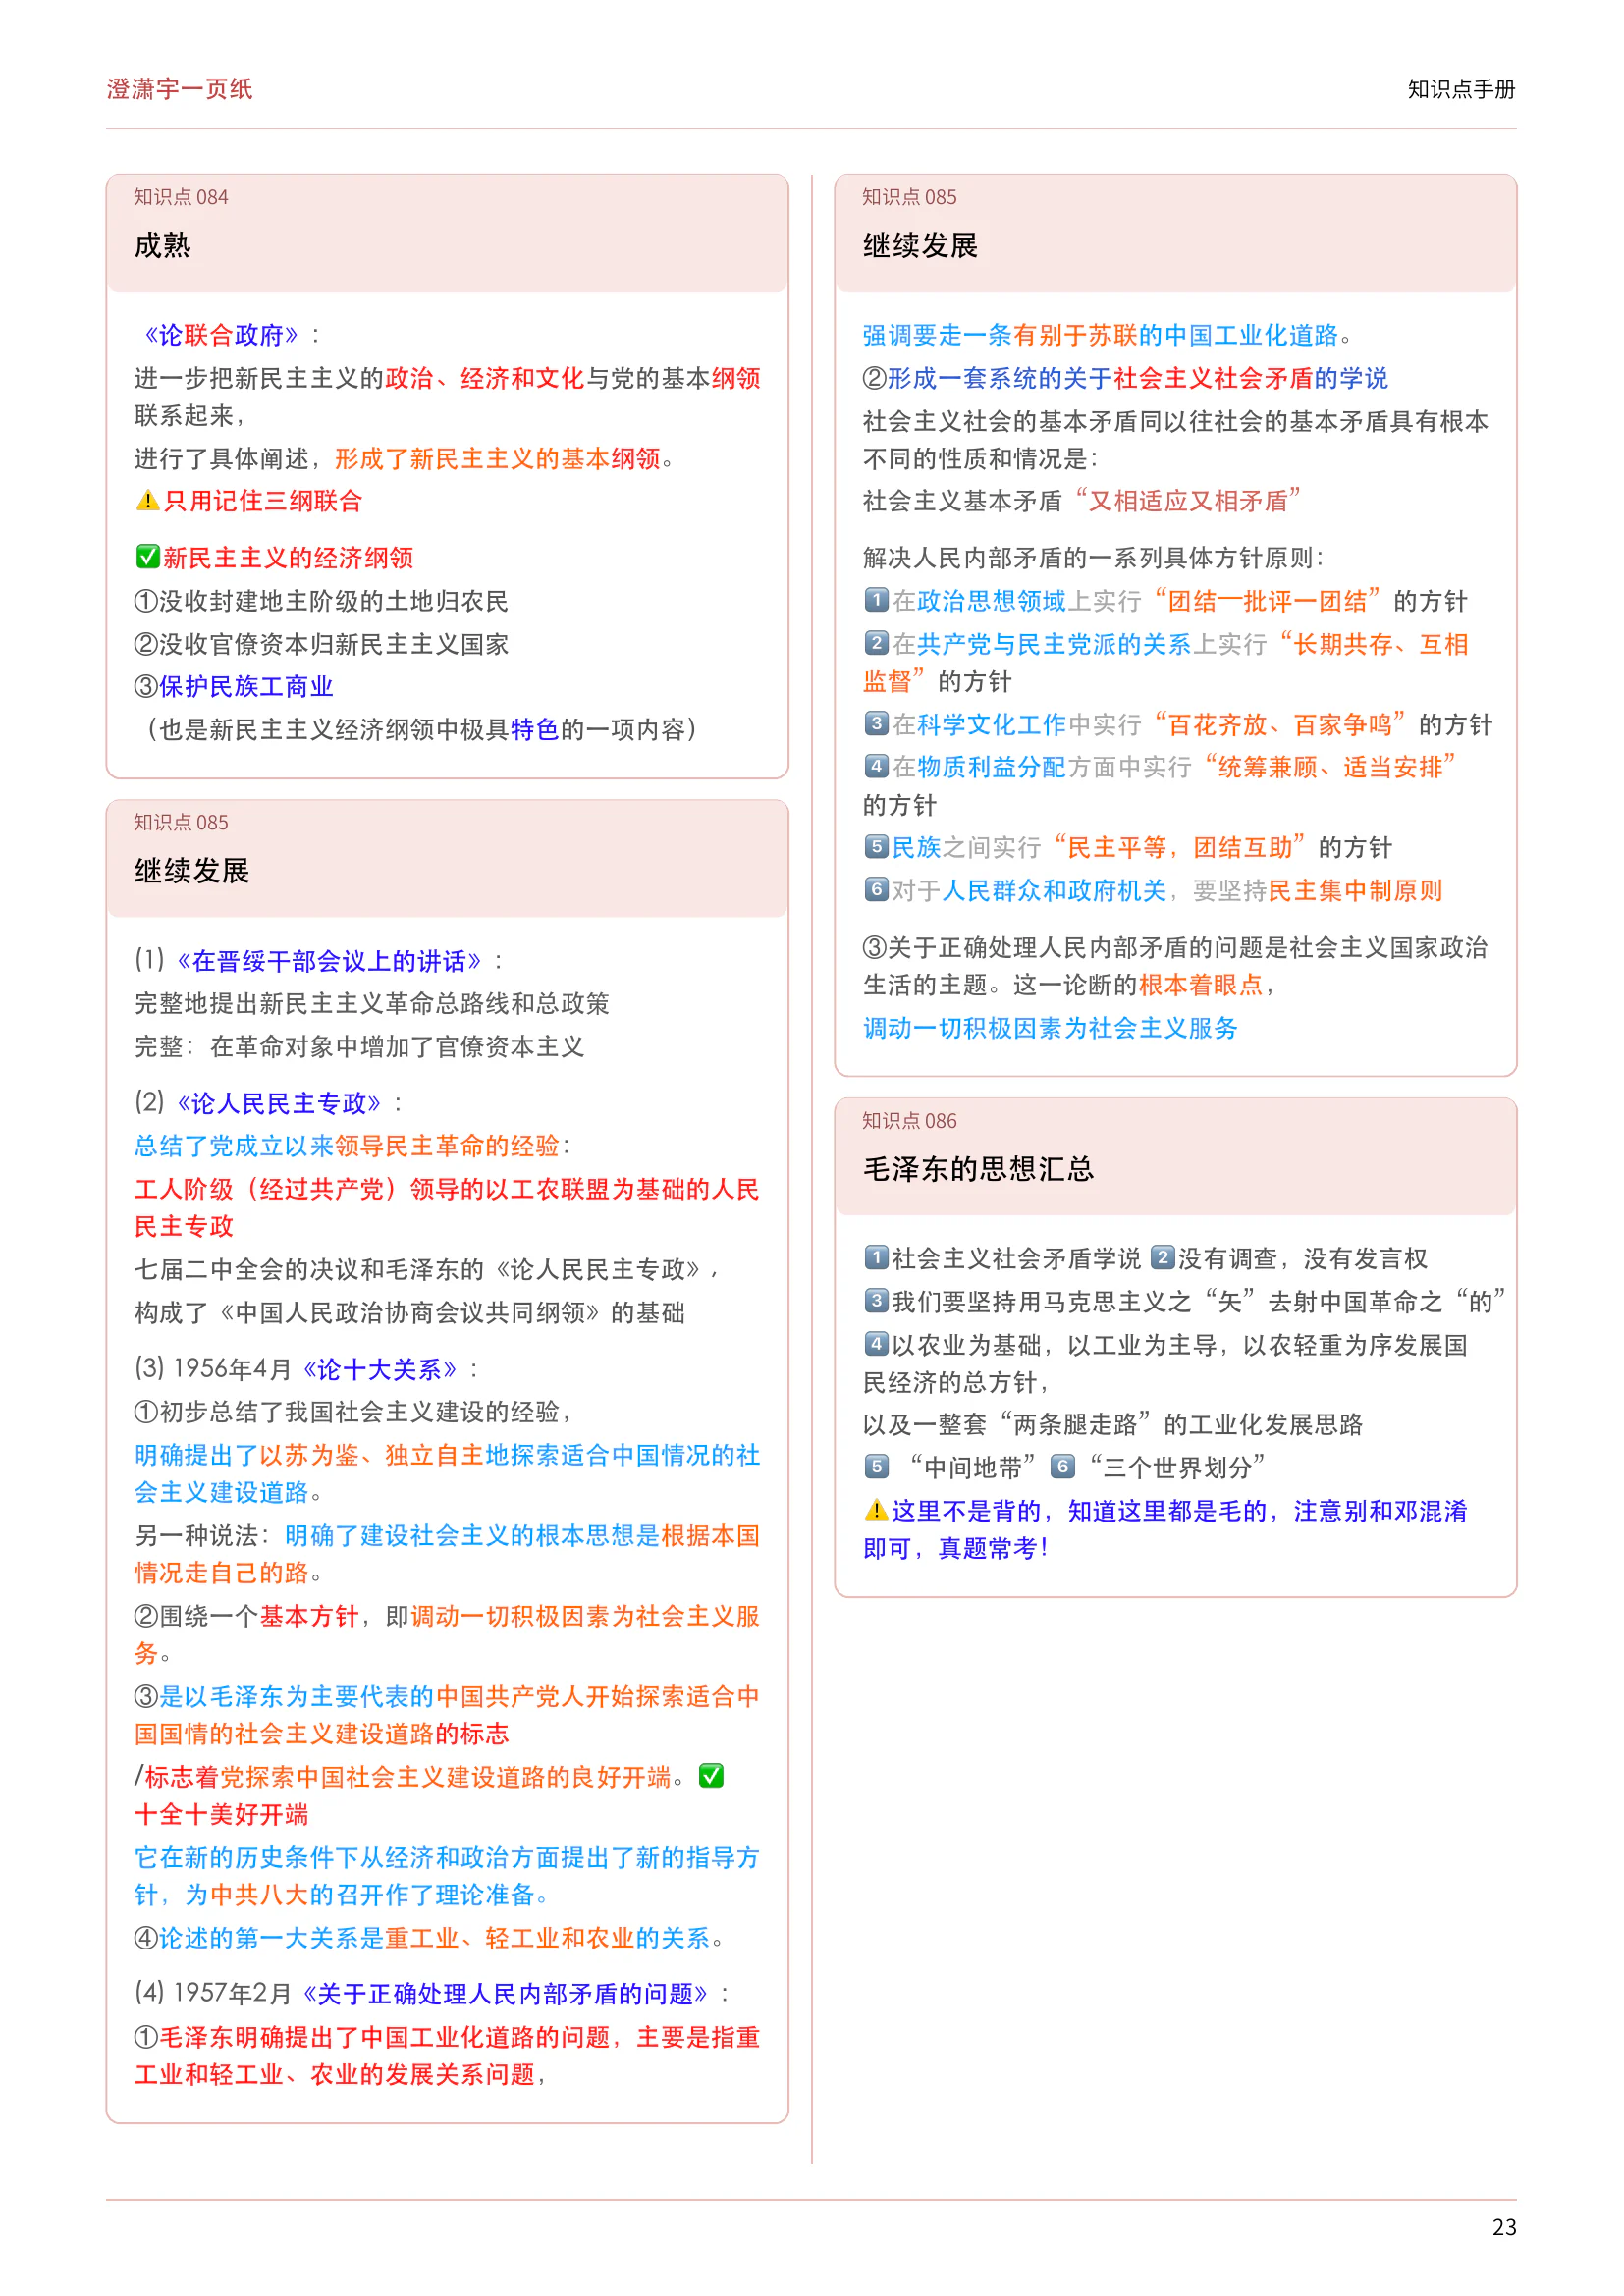 澄潇宇一页纸
知识点手册
知识点 084
成熟
《论联合政府》:
进一步把新民主主义的政治、经济和文化与党的基本纲领
联系起来，
进行了具体阐述，形成了新民主主义的基本纲领。
⚠️只用记住三纲联合
✅新民主主义的经济纲领
①没收封建地主阶级的土地归农民
②没收官僚资本归新民主主义国家
③保护民族工商业
（也是新民主主义经济纲领中极具特色的一项内容）
知识点 085
继续发展
(1)《在晋绥干部会议上的讲话》:
完整地提出新民主主义革命总路线和总政策
完整：在革命对象中增加了官僚资本主义
(2)《论人民民主专政》:
总结了党成立以来领导民主革命的经验:
工人阶级（经过共产党）领导的以工农联盟为基础的人民
民主专政
七届二中全会的决议和毛泽东的《论人民民主专政》,
构成了《中国人民政治协商会议共同纲领》的基础
(3) 1956年4月《论十大关系》:
①初步总结了我国社会主义建设的经验，
明确提出了以苏为鉴、独立自主地探索适合中国情况的社
会主义建设道路。
另一种说法：明确了建设社会主义的根本思想是根据本国
情况走自己的路。
②围绕一个基本方针，即调动一切积极因素为社会主义服
务。
③是以毛泽东为主要代表的中国共产党人开始探索适合中
国国情的社会主义建设道路的标志
/标志着党探索中国社会主义建设道路的良好开端。✅
十全十美好开端
它在新的历史条件下从经济和政治方面提出了新的指导方
针，为中共八大的召开作了理论准备。
④论述的第一大关系是重工业、轻工业和农业的关系。
(4) 1957年2月《关于正确处理人民内部矛盾的问题》:
①毛泽东明确提出了中国工业化道路的问题，主要是指重
工业和轻工业、农业的发展关系问题，
知识点 085
继续发展
强调要走一条有别于苏联的中国工业化道路。
②形成一套系统的关于社会主义社会矛盾的学说
社会主义社会的基本矛盾同以往社会的基本矛盾具有根本
不同的性质和情况是：
社会主义基本矛盾“又相适应又相矛盾”
解决人民内部矛盾的一系列具体方针原则：
1️⃣在政治思想领域上实行“团结一批评一团结”的方针
2️⃣在共产党与民主党派的关系上实行“长期共存、互相
监督”的方针
3️⃣在科学文化工作中实行“百花齐放、百家争鸣”的方针
4️⃣在物质利益分配方面中实行“统筹兼顾、适当安排”
的方针
5️⃣民族之间实行“民主平等，团结互助”的方针
6️⃣对于人民群众和政府机关，要坚持民主集中制原则
③关于正确处理人民内部矛盾的问题是社会主义国家政治
生活的主题。这一论断的根本着眼点，
调动一切积极因素为社会主义服务
知识点 086
毛泽东的思想汇总
1️⃣社会主义社会矛盾学说 2️⃣没有调查，没有发言权
3️⃣我们要坚持用马克思主义之“矢”去射中国革命之“的”
4️⃣以农业为基础，以工业为主导，以农轻重为序发展国
民经济的总方针，
以及一整套“两条腿走路”的工业化发展思路
5️⃣ “中间地带”6️⃣“三个世界划分”
⚠️这里不是背的，知道这里都是毛的，注意别和邓混淆
即可，真题常考！
23